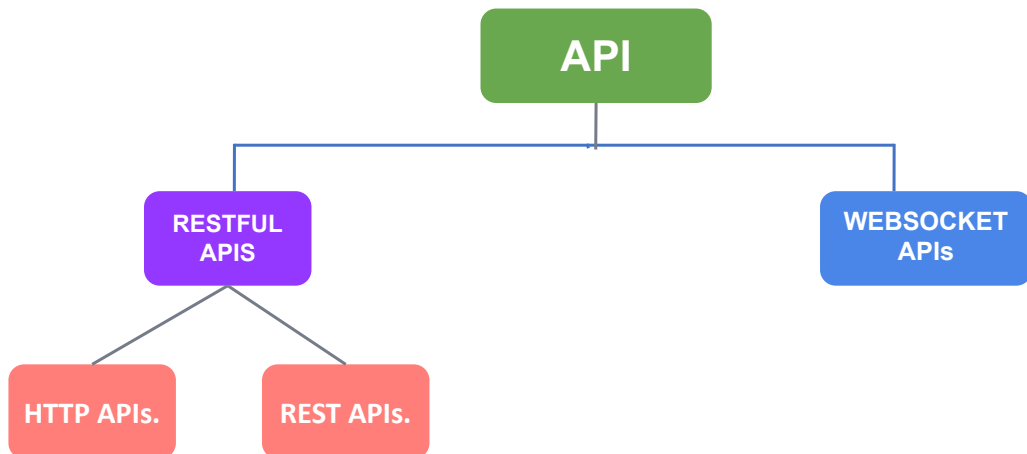 API
RESTFUL
APIS
WEBSOCKET
APIs
HTTP APIs.
REST APIs.